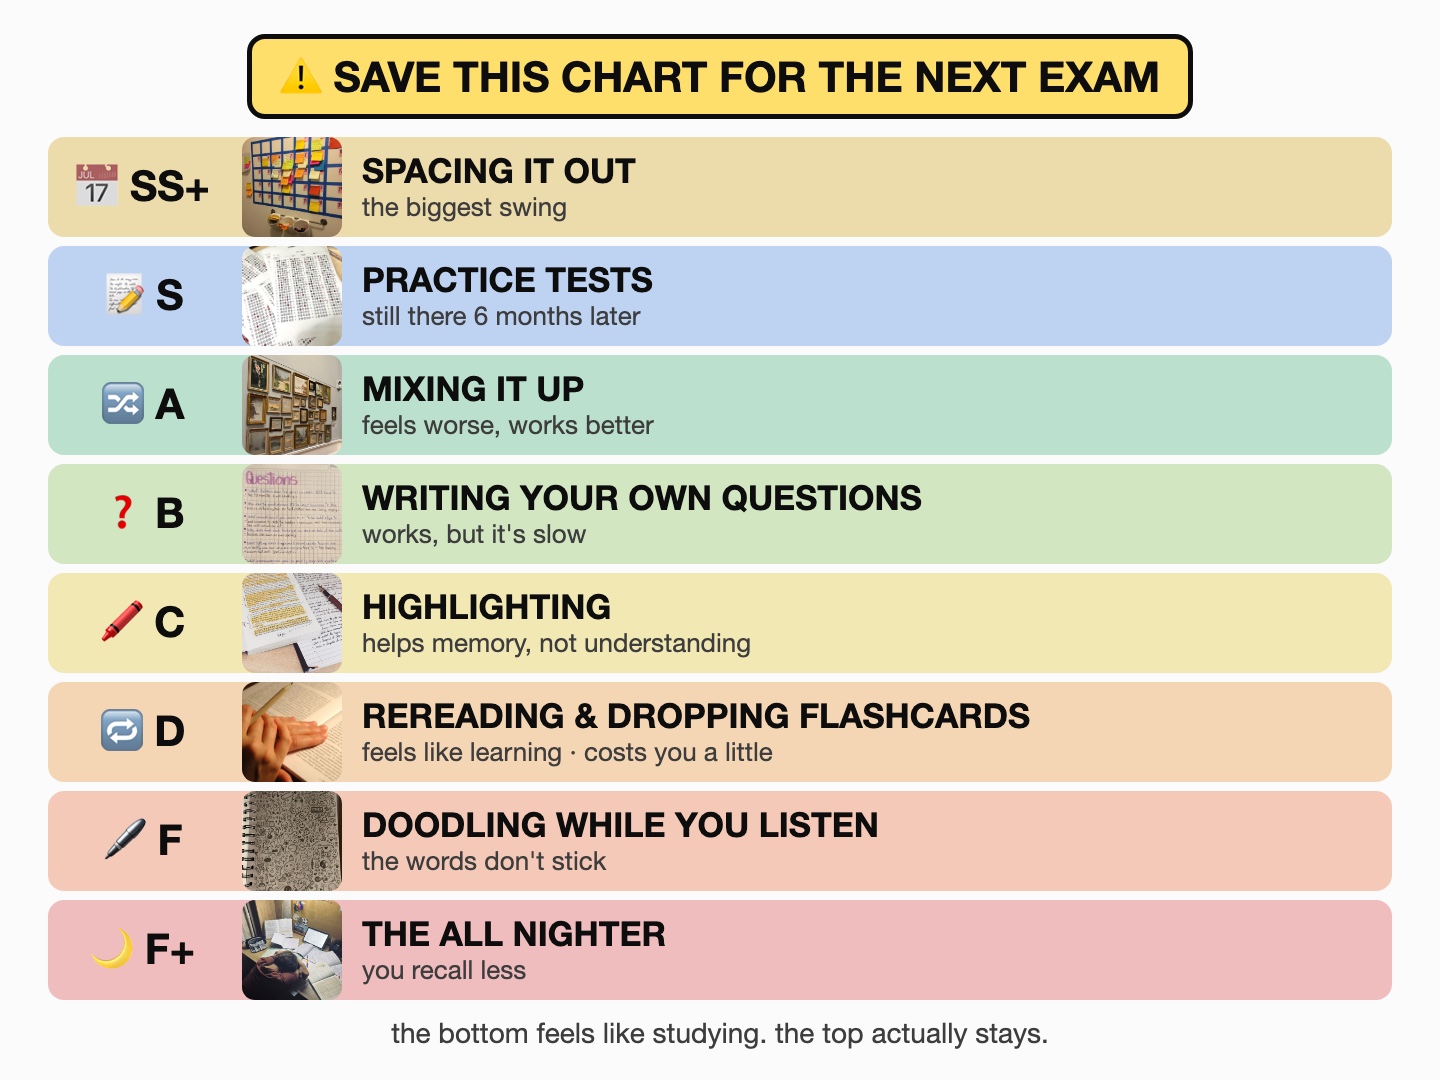 ⚠️ SAVE THIS CHART FOR THE NEXT EXAM
JUL 17 SS+
SPACING IT OUT
the biggest swing
S
PRACTICE TESTS
still there 6 months later
A
MIXING IT UP
feels worse, works better
B
Questions
WRITING YOUR OWN QUESTIONS
works, but it's slow
C
HIGHLIGHTING
helps memory, not understanding
D
REREADING & DROPPING FLASHCARDS
feels like learning · costs you a little
F
DOODLING WHILE YOU LISTEN
the words don't stick
F+
THE ALL NIGHTER
you recall less
the bottom feels like studying. the top actually stays.